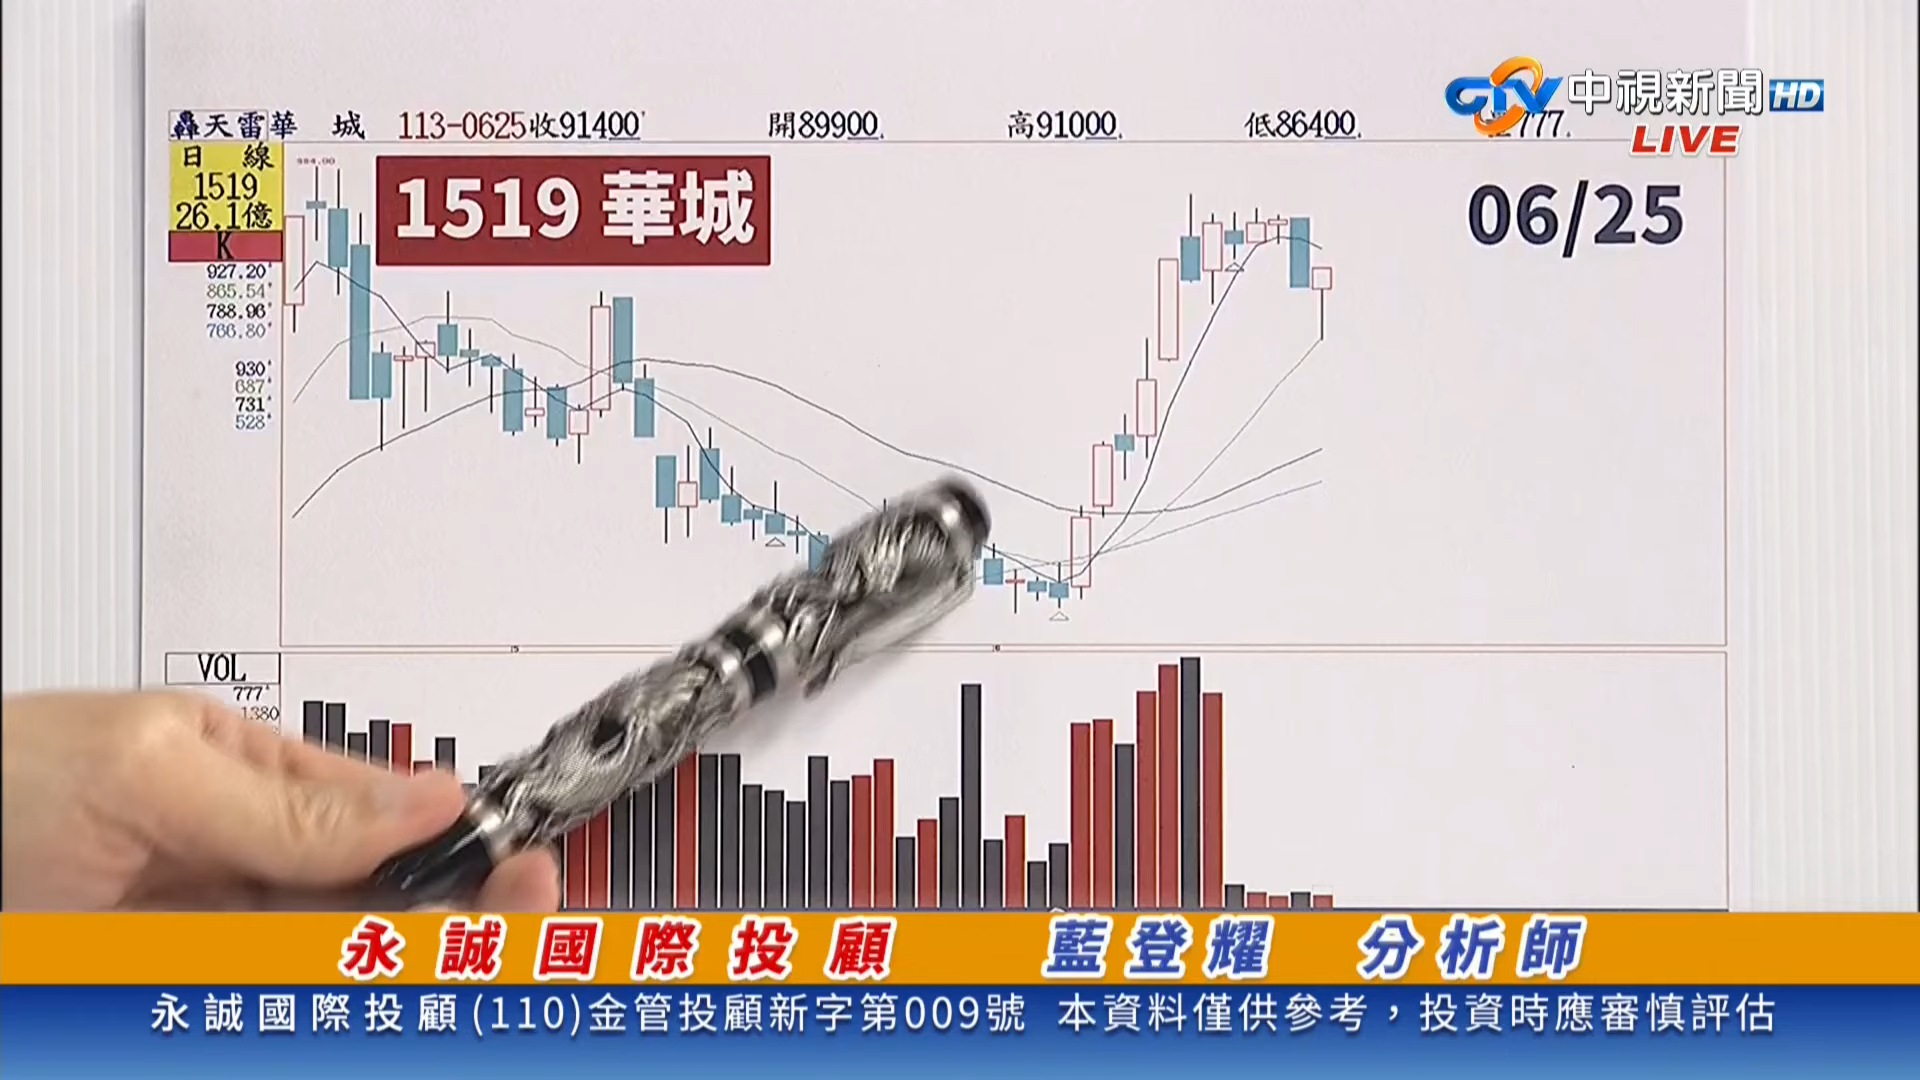 轟天雷華 城 113-0625收91400 開89900 高91000 低86400 777
中視新聞HD
LIVE
日 線
1519
26.1億
K
984.00
1519 華城
06/25
927.20
865.54
788.96
766.80
930
687
731
528
5
6
VOL
777
1380
永誠國際投顧 藍登耀 分析師
永誠國際投顧(110)金管投顧新字第009號 本資料僅供參考，投資時應審慎評估